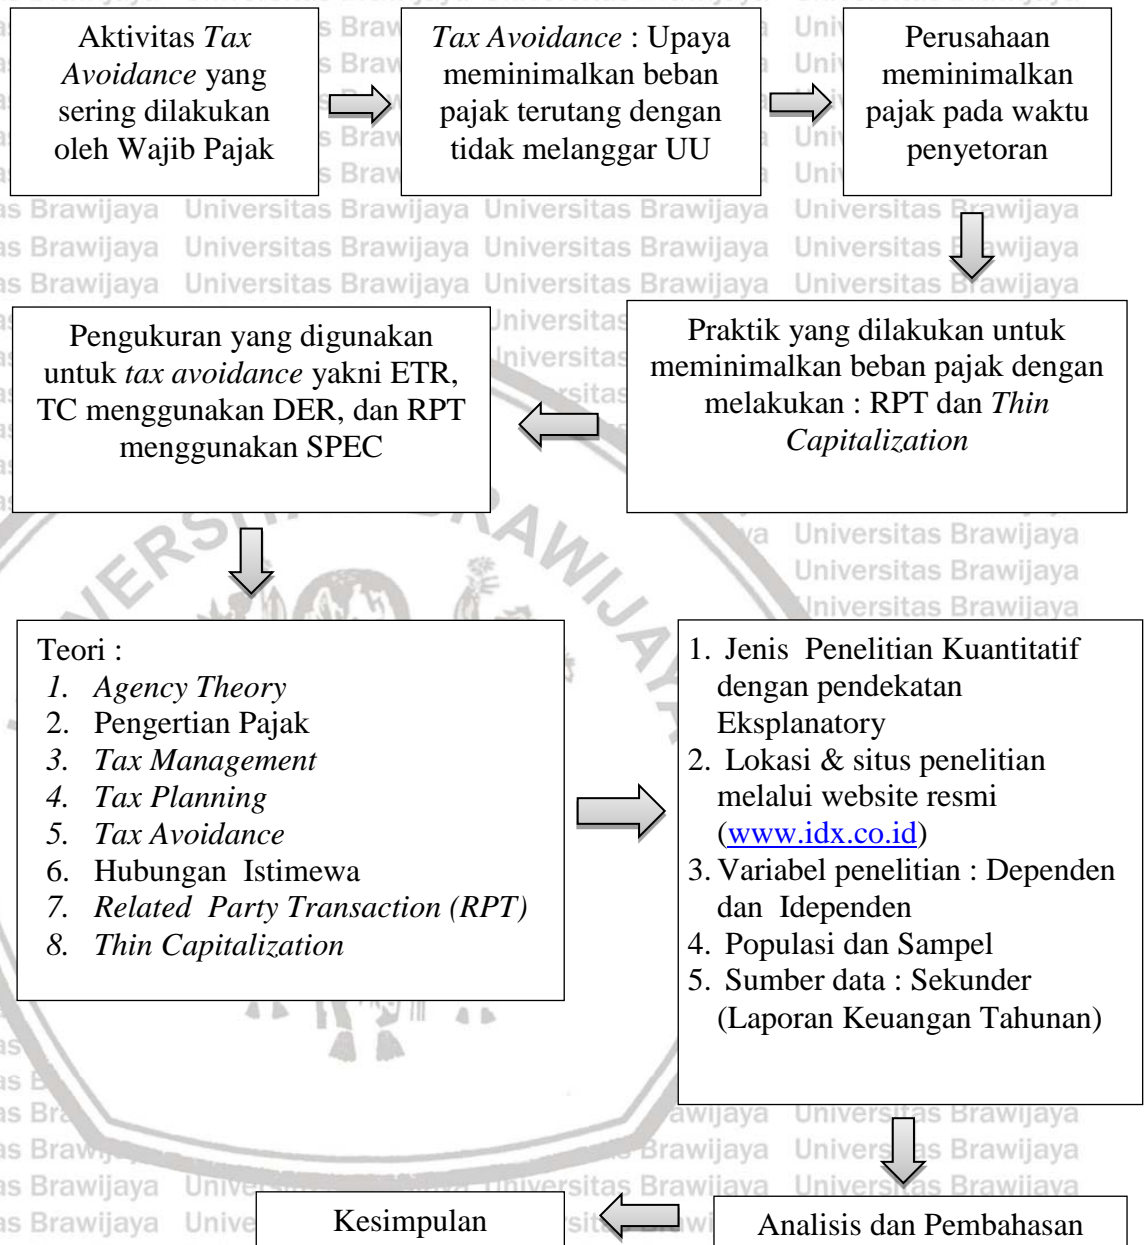 Aktivitas Tax
Avoidance yang
sering dilakukan
oleh Wajib Pajak
Tax Avoidance : Upaya
meminimalkan beban
pajak terutang dengan
tidak melanggar UU
Perusahaan
meminimalkan
pajak pada waktu
penyetoran
Praktik yang dilakukan untuk
meminimalkan beban pajak dengan
melakukan : RPT dan Thin
Capitalization
Pengukuran yang digunakan
untuk tax avoidance yakni ETR,
TC menggunakan DER, dan RPT
menggunakan SPEC
Teori :
1. Agency Theory
2. Pengertian Pajak
3. Tax Management
4. Tax Planning
5. Tax Avoidance
6. Hubungan Istimewa
7. Related Party Transaction (RPT)
8. Thin Capitalization
1. Jenis Penelitian Kuantitatif
dengan pendekatan
Eksplanatory
2. Lokasi & situs penelitian
melalui website resmi
(www.idx.co.id)
3. Variabel penelitian : Dependen
dan Idependen
4. Populasi dan Sampel
5. Sumber data : Sekunder
(Laporan Keuangan Tahunan)
Analisis dan Pembahasan
Kesimpulan